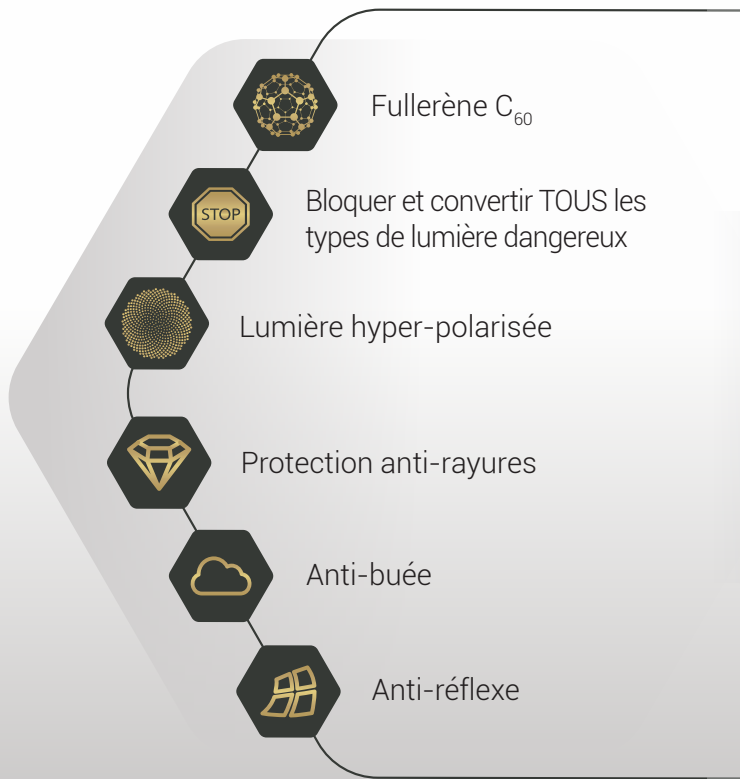 Fullerène C₆₀
STOP
Bloquer et convertir TOUS les
types de lumière dangereux
Lumière hyper-polarisée
Protection anti-rayures
Anti-buée
Anti-réflexe